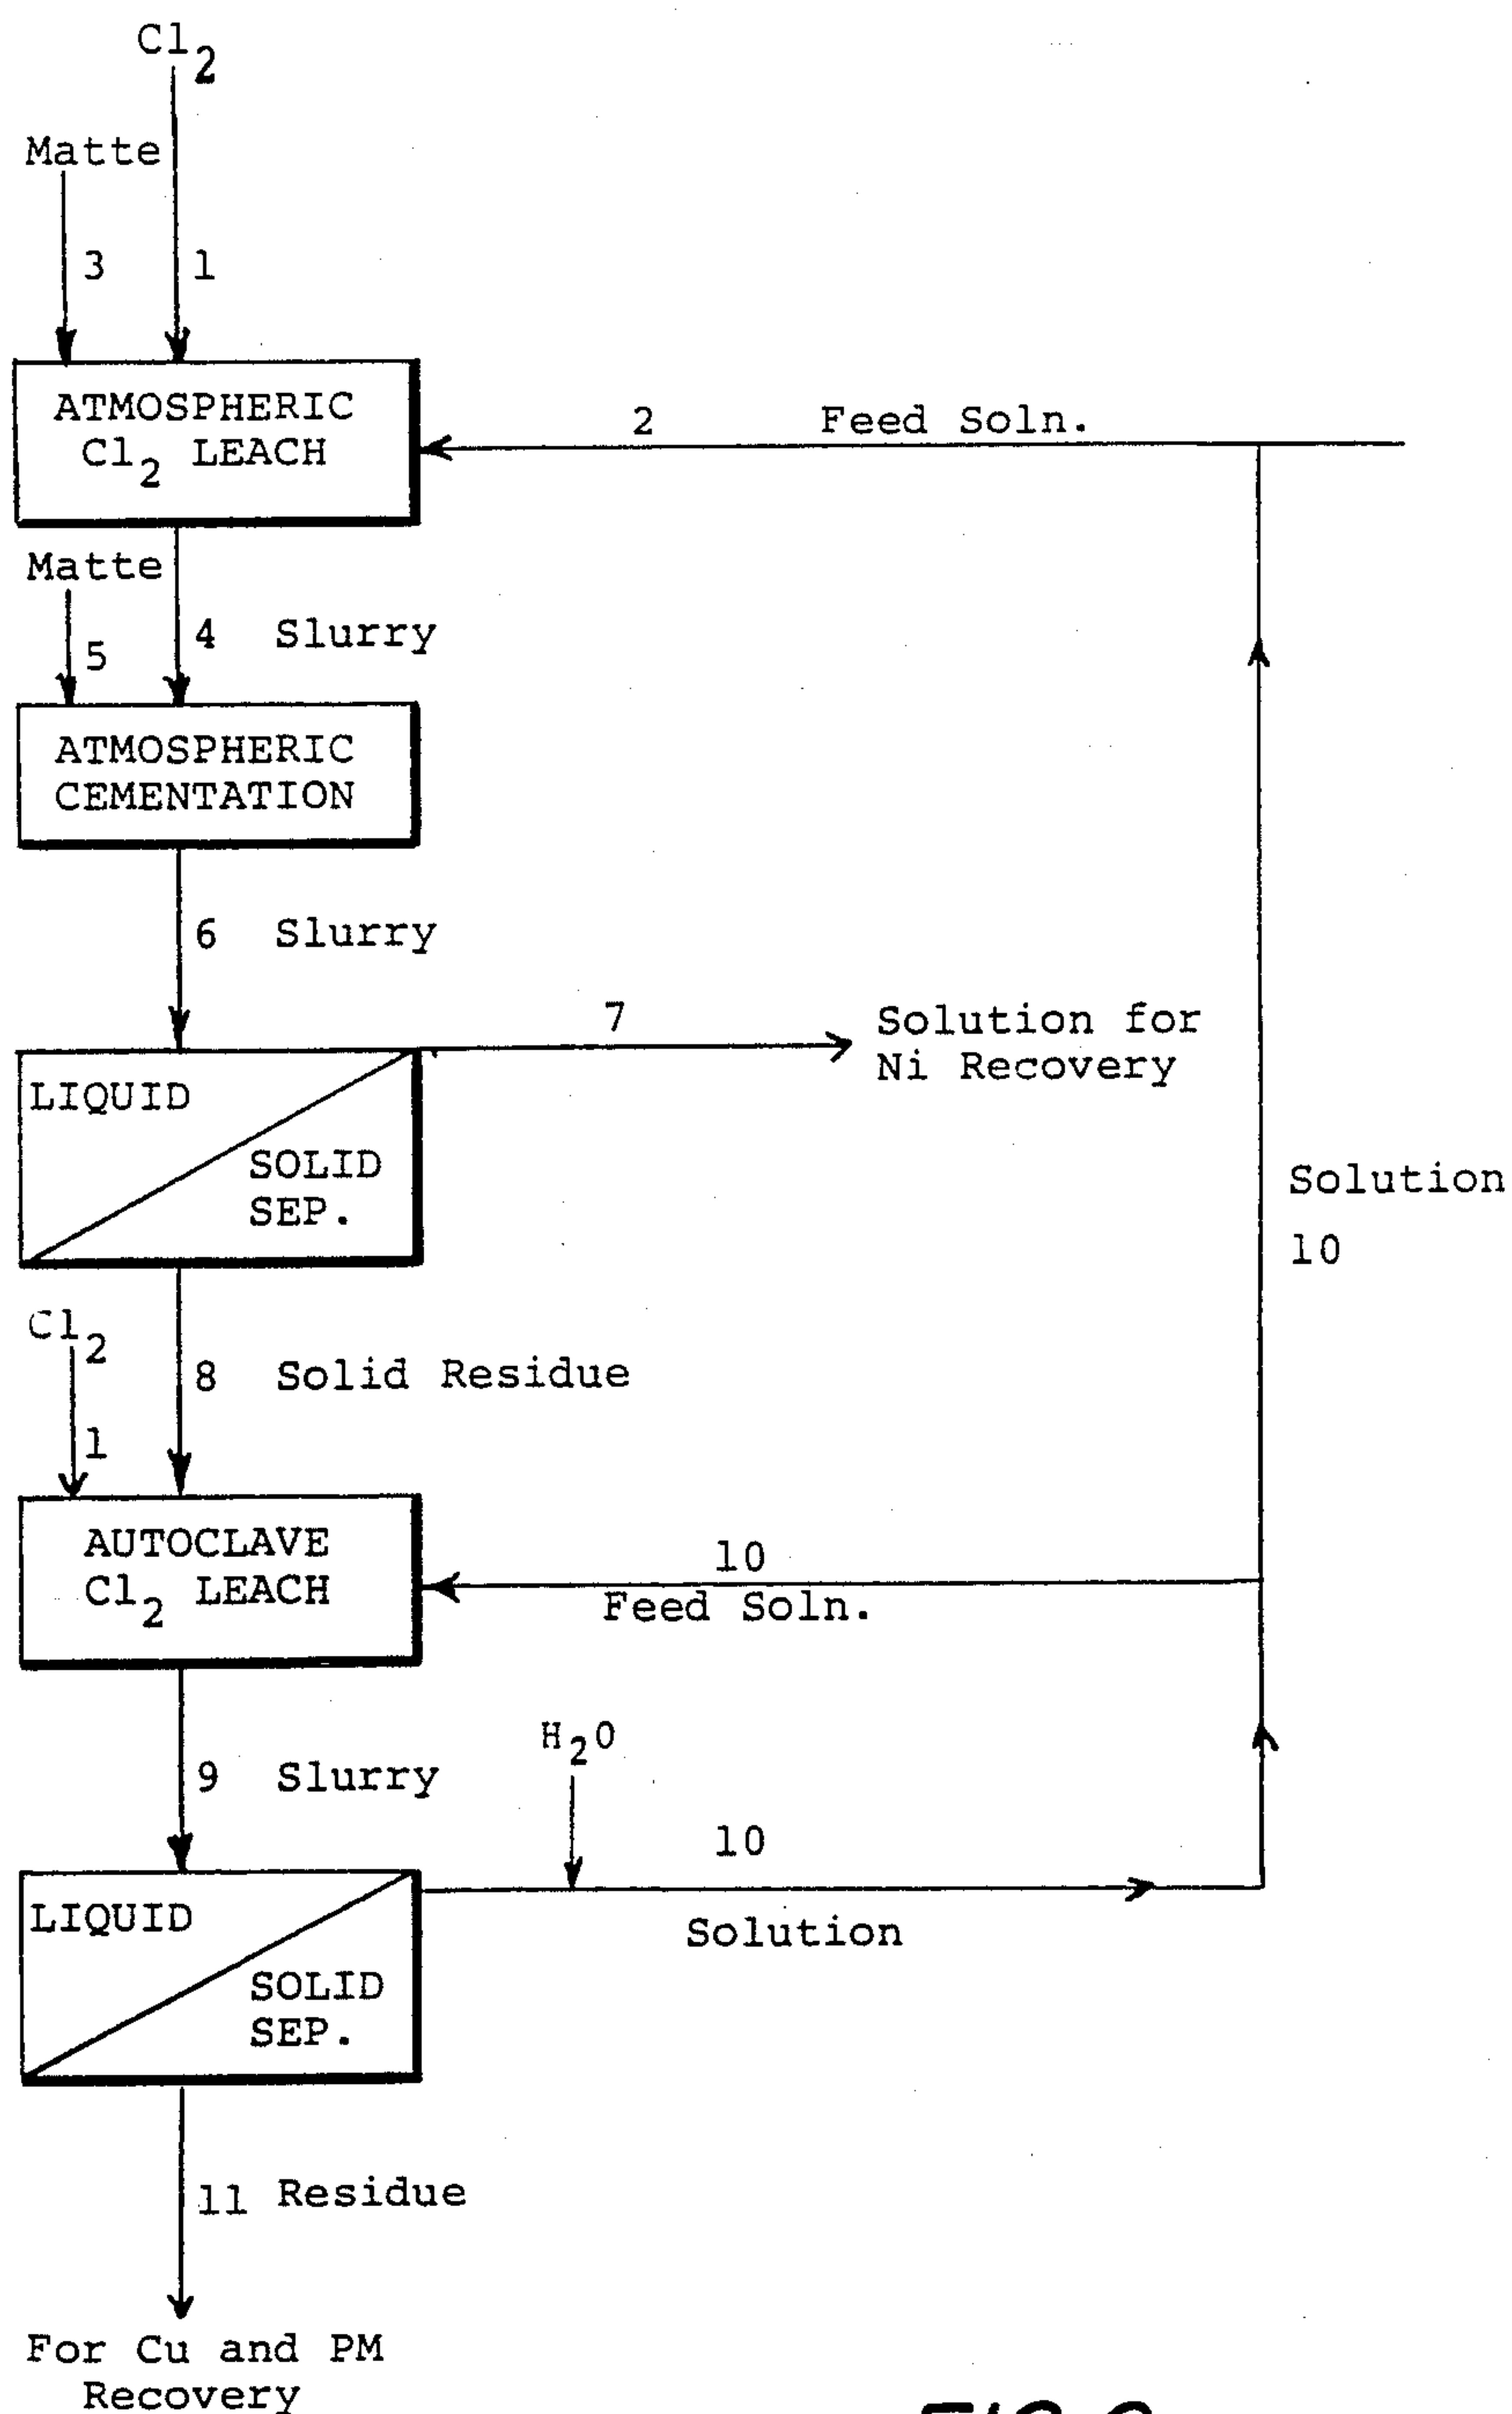 Cl2
Matte
3
1
ATMOSPHERIC
Cl2 LEACH
2 Feed Soln.
Matte
5
4 Slurry
ATMOSPHERIC
CEMENTATION
6 Slurry
7
Solution for
Ni Recovery
LIQUID
SOLID
SEP.
Solution
10
Cl2
1
8 Solid Residue
AUTOCLAVE
Cl2 LEACH
10
Feed Soln.
9 Slurry
H2O
10
Solution
LIQUID
SOLID
SEP.
11 Residue
For Cu and PM
Recovery